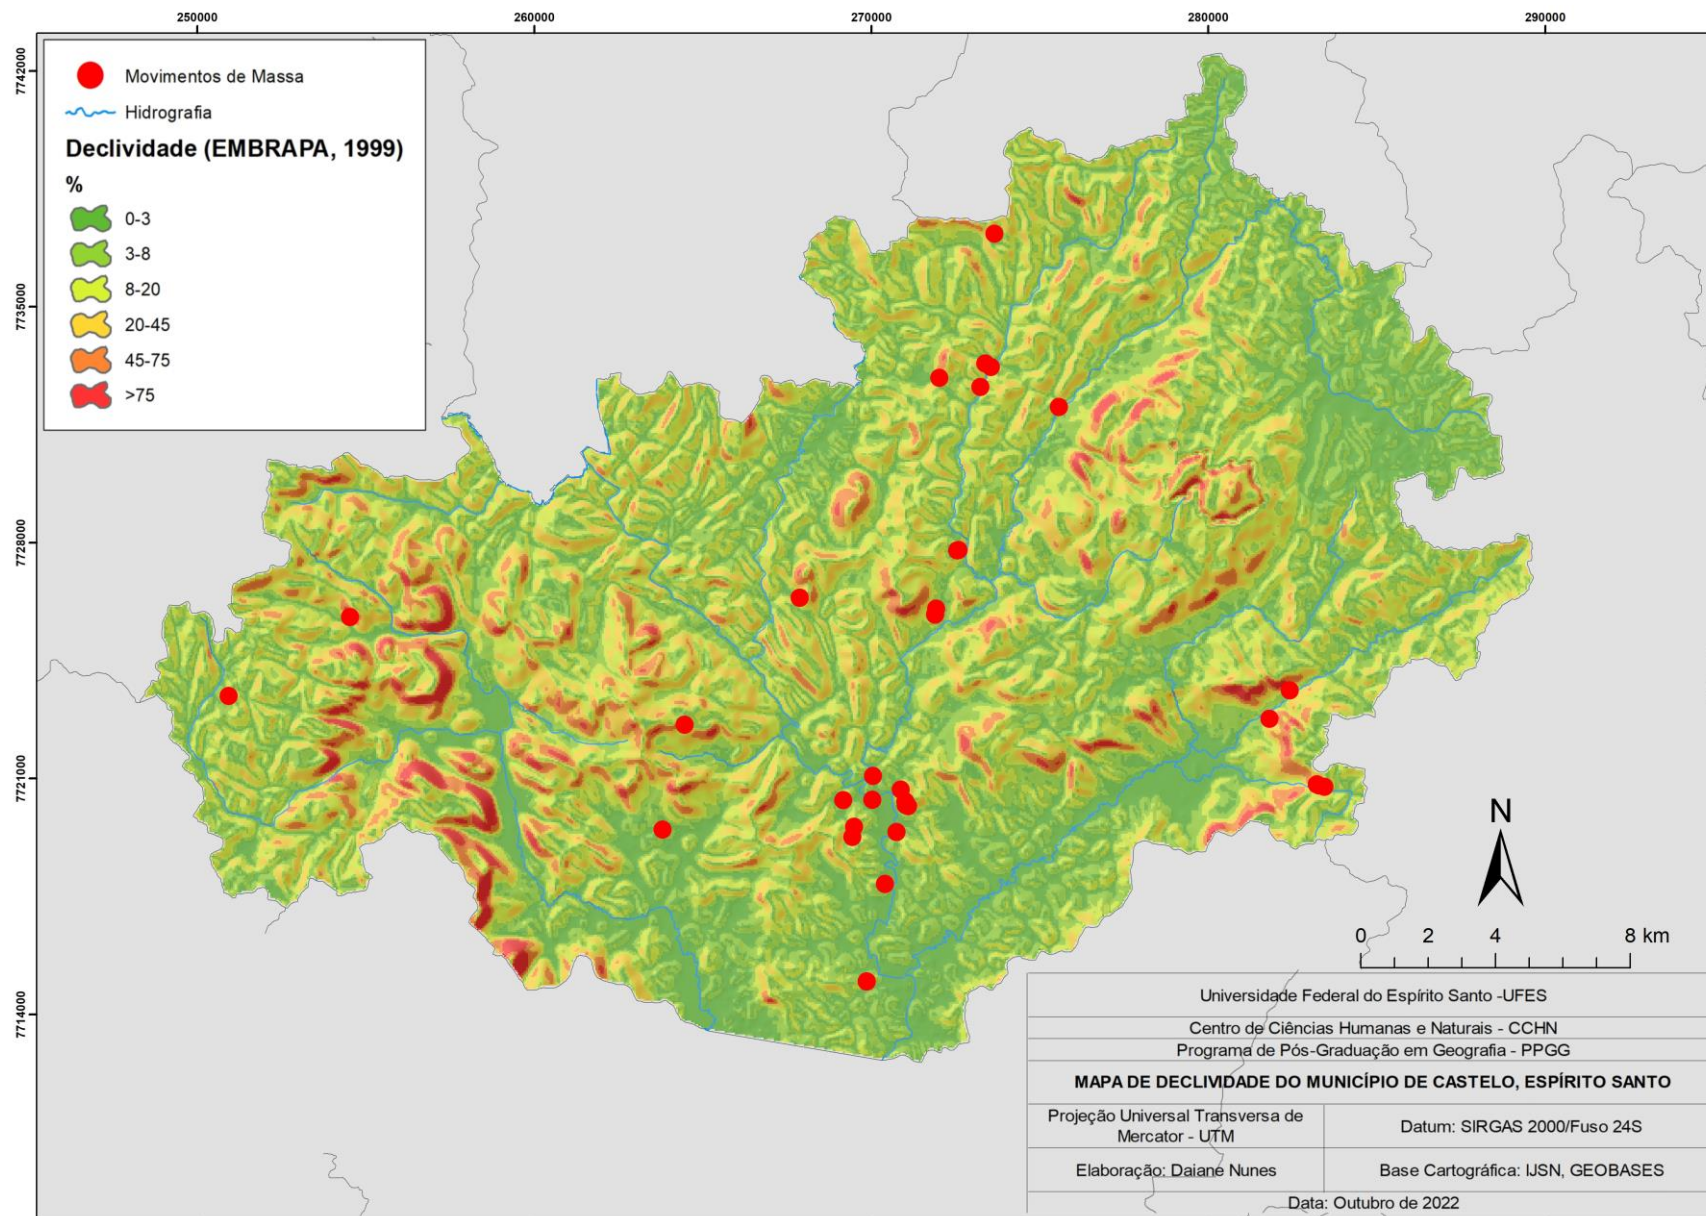 250000
260000
270000
280000
290000
7742000
7735000
7728000
7721000
7714000
Movimentos de Massa
Hidrografia
Declividade (EMBRAPA, 1999)
%
0-3
3-8
8-20
20-45
45-75
>75
N
0 2 4 8 km
Universidade Federal do Espírito Santo -UFES
Centro de Ciências Humanas e Naturais - CCHN
Programa de Pós-Graduação em Geografia - PPGG
MAPA DE DECLIVIDADE DO MUNICÍPIO DE CASTELO, ESPÍRITO SANTO
Projeção Universal Transversa de
Mercator - UTM
Datum: SIRGAS 2000/Fuso 24S
Elaboração: Daiane Nunes
Base Cartográfica: IJSN, GEOBASES
Data: Outubro de 2022